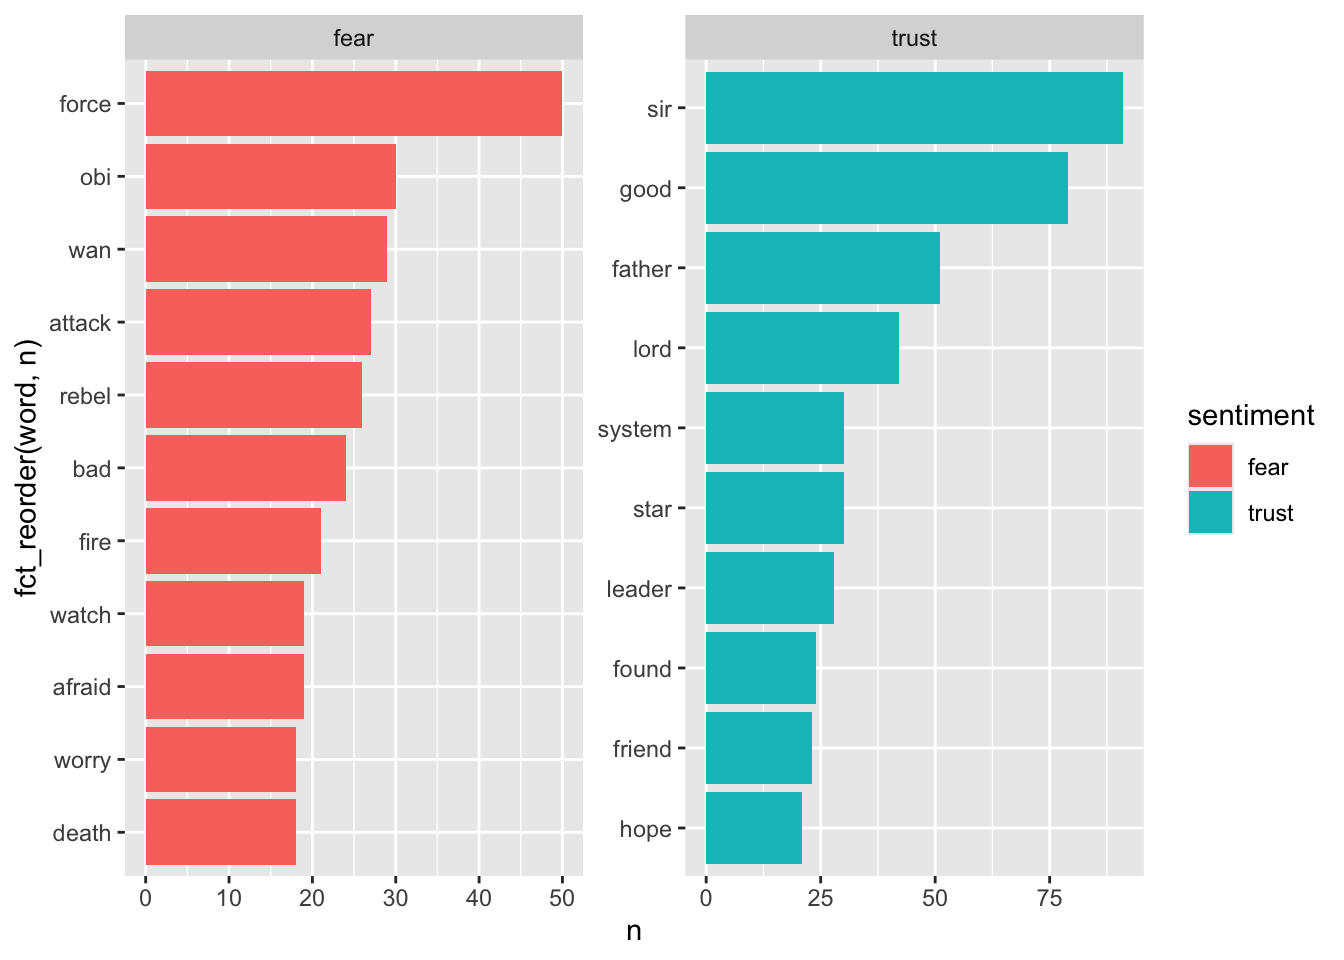 fear
trust
fct_reorder(word, n)
force
obi
wan
attack
rebel
bad
fire
watch
afraid
worry
death
0 10 20 30 40 50
sir
good
father
lord
system
star
leader
found
friend
hope
0 25 50 75
n
sentiment
fear
trust